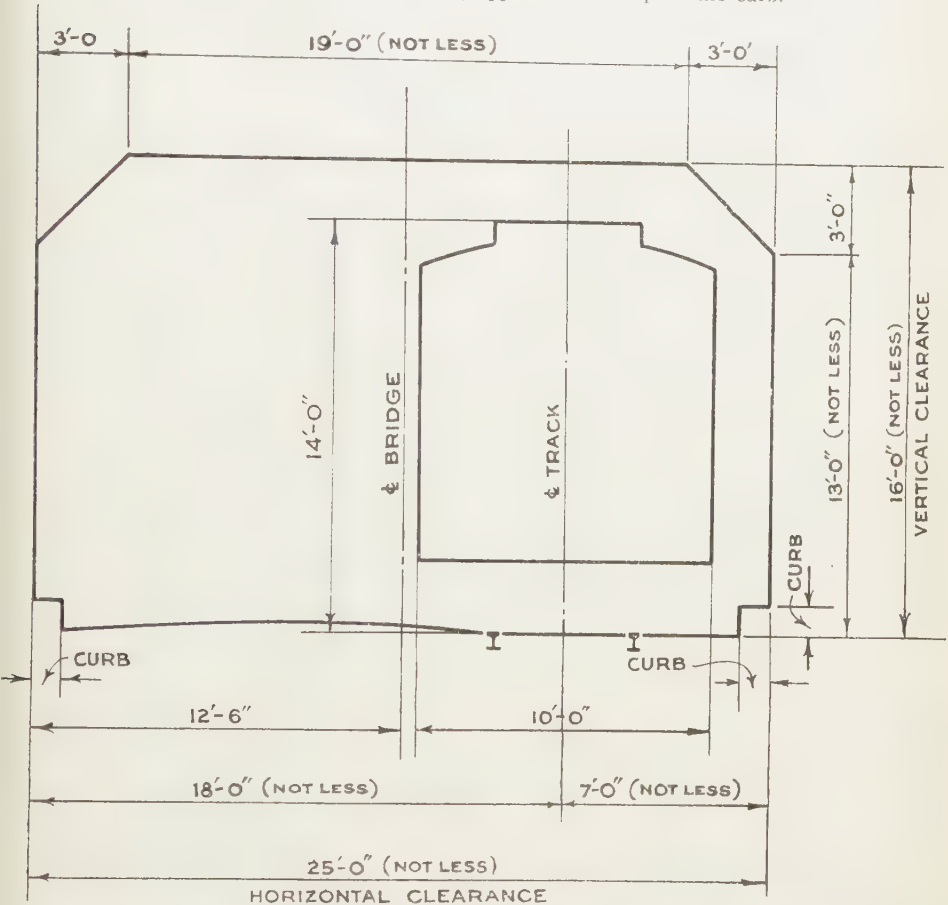 3'-0
19'-0" (NOT LESS)
3'-0'
3'-0"
14'-0"
℄ BRIDGE
℄ TRACK
13'-0" (NOT LESS)
16'-0" (NOT LESS)
VERTICAL CLEARANCE
CURB
CURB
CURB
12'-6"
10'-0"
18'-0" (NOT LESS)
7'-0" (NOT LESS)
25'-0" (NOT LESS)
HORIZONTAL CLEARANCE